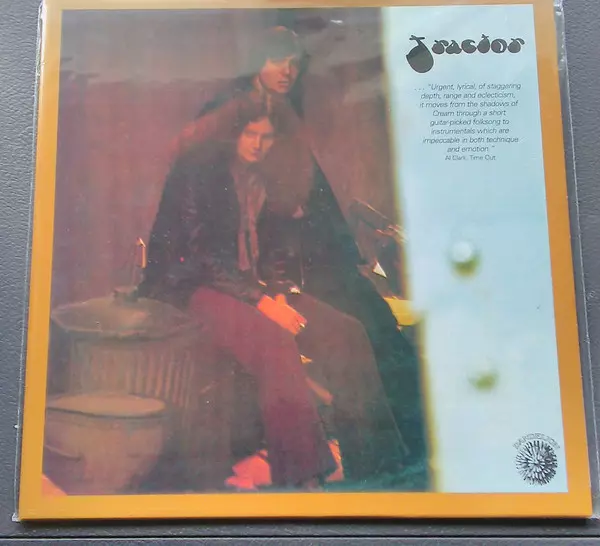 Tractor
... "Urgent, lyrical, of staggering
depth, range and eclecticism,
it moves from the shadows of
Cream through a short
guitar-picked folksong to
instrumentals which are
impeccable in both technique
and emotion."
Al Clark, Time Out.
DANDELION